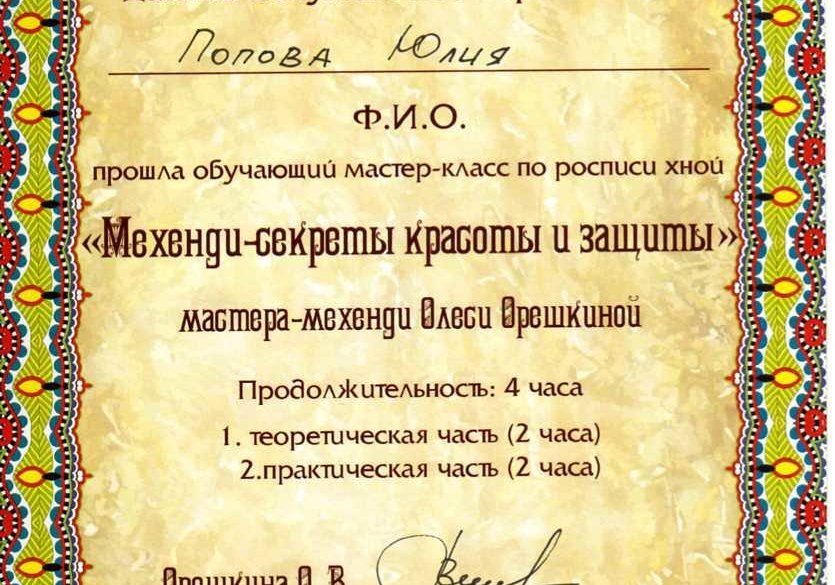 Попова Юлия
Ф.И.О.
прошла обучающий мастер-класс по росписи хной
«Мехенди-секреты красоты и защиты»
мастера-мехенди Олеси Орешкиной
Продолжительность: 4 часа
1. теоретическая часть (2 часа)
2.практическая часть (2 часа)
Орешкина О. В.